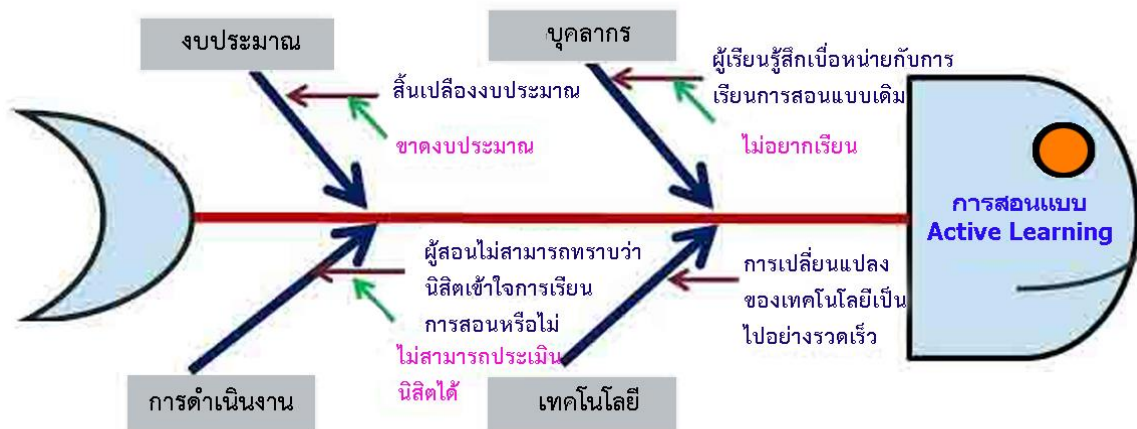 งบประมาณ
สิ้นเปลืองงบประมาณ
ขาดงบประมาณ
บุคลากร
ผู้เรียนรู้สึกเบื่อหน่ายกับการ
เรียนการสอนแบบเดิม
ไม่อยากเรียน
การสอนแบบ
Active Learning
ผู้สอนไม่สามารถทราบว่า
นิสิตเข้าใจการเรียน
การสอนหรือไม่
ไม่สามารถประเมิน
นิสิตได้
การดำเนินงาน
การเปลี่ยนแปลง
ของเทคโนโลยีเป็น
ไปอย่างรวดเร็ว
เทคโนโลยี